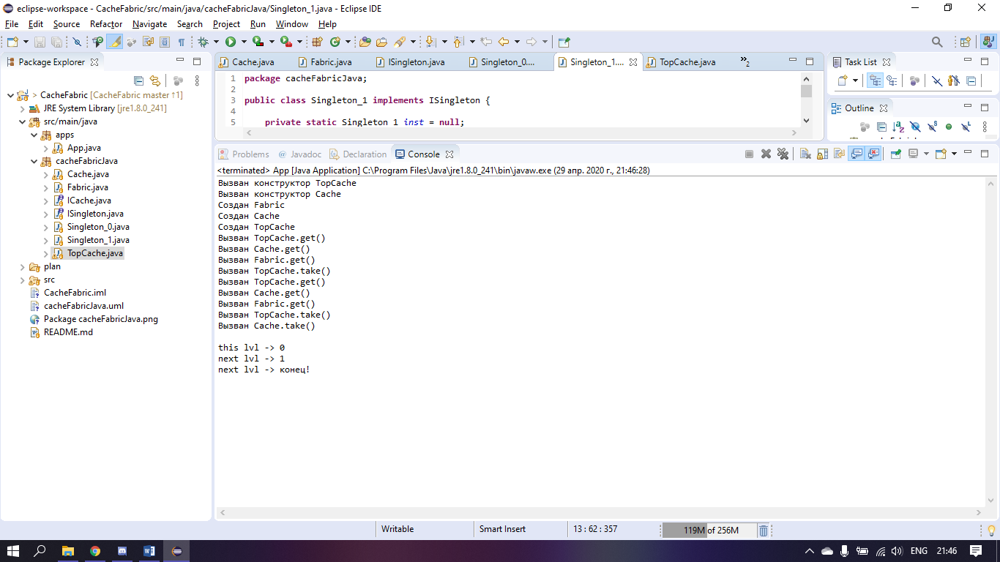 eclipse-workspace - CacheFabric/src/main/java/cacheFabricJava/Singleton_1.java - Eclipse IDE
File Edit Source Refactor Navigate Search Project Run Window Help
Package Explorer
CacheFabric [CacheFabric master ↑1]
JRE System Library [jre1.8.0_241]
src/main/java
apps
App.java
cacheFabricJava
Cache.java
Fabric.java
ICache.java
ISingleton.java
Singleton_0.java
Singleton_1.java
TopCache.java
plan
src
CacheFabric.iml
cacheFabricJava.uml
Package cacheFabricJava.png
README.md
Cache.java Fabric.java ISingleton.java Singleton_0.... Singleton_1.... TopCache.java »2
1 package cacheFabricJava;
2
3 public class Singleton_1 implements ISingleton {
4
5 private static Singleton_1 inst = null;
Task List
Outline
Problems @ Javadoc Declaration Console
<terminated> App [Java Application] C:\Program Files\Java\jre1.8.0_241\bin\javaw.exe (29 апр. 2020 г., 21:46:28)
Вызван конструктор TopCache
Вызван конструктор Cache
Создан Fabric
Создан Cache
Создан TopCache
Вызван TopCache.get()
Вызван Cache.get()
Вызван Fabric.get()
Вызван TopCache.take()
Вызван TopCache.get()
Вызван Cache.get()
Вызван Fabric.get()
Вызван TopCache.take()
Вызван Cache.take()
this lvl -> 0
next lvl -> 1
next lvl -> конец!
Writable Smart Insert 13 : 62 : 357 119M of 256M
ENG 21:46